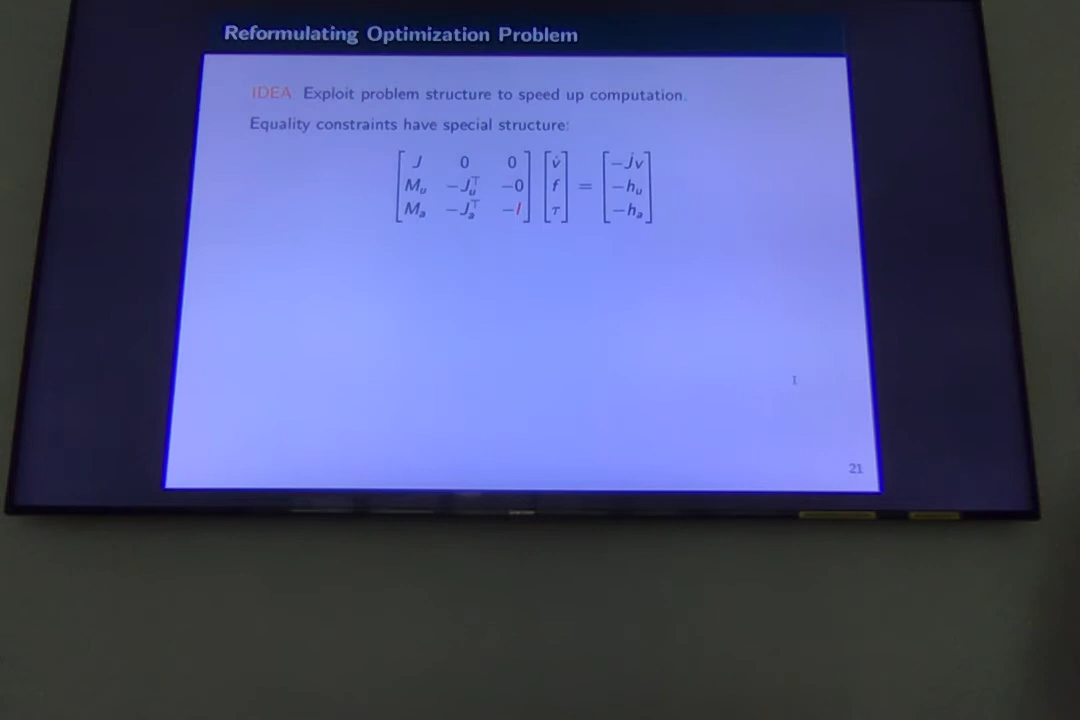 Reformulating Optimization Problem
IDEA Exploit problem structure to speed up computation.
Equality constraints have special structure:
[J 0 0; M_u -J_u^⊤ -0; M_a -J_a^⊤ -I] [v̇; f; τ] = [-J̇v; -h_u; -h_a]
21